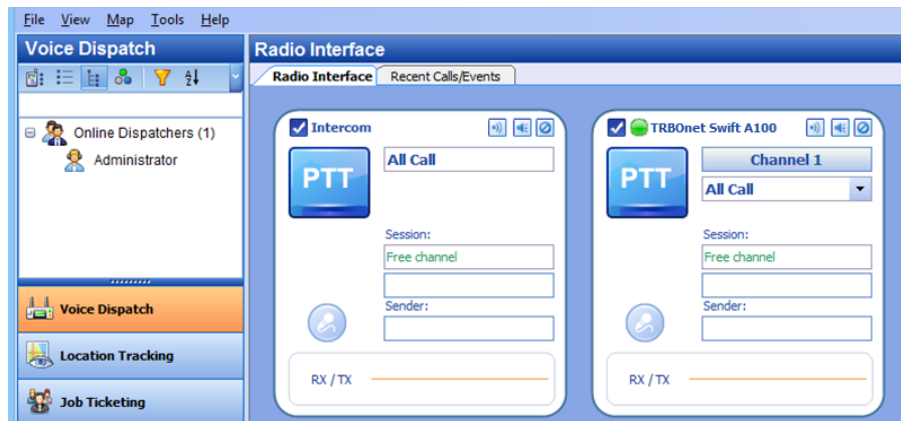 File View Map Tools Help
Voice Dispatch
Radio Interface
Radio Interface Recent Calls/Events
Online Dispatchers (1)
Administrator
Voice Dispatch
Location Tracking
Job Ticketing
Intercom
PTT
All Call
Session:
Free channel
Sender:
RX / TX
TRBOnet Swift A100
PTT
Channel 1
All Call
Session:
Free channel
Sender:
RX / TX